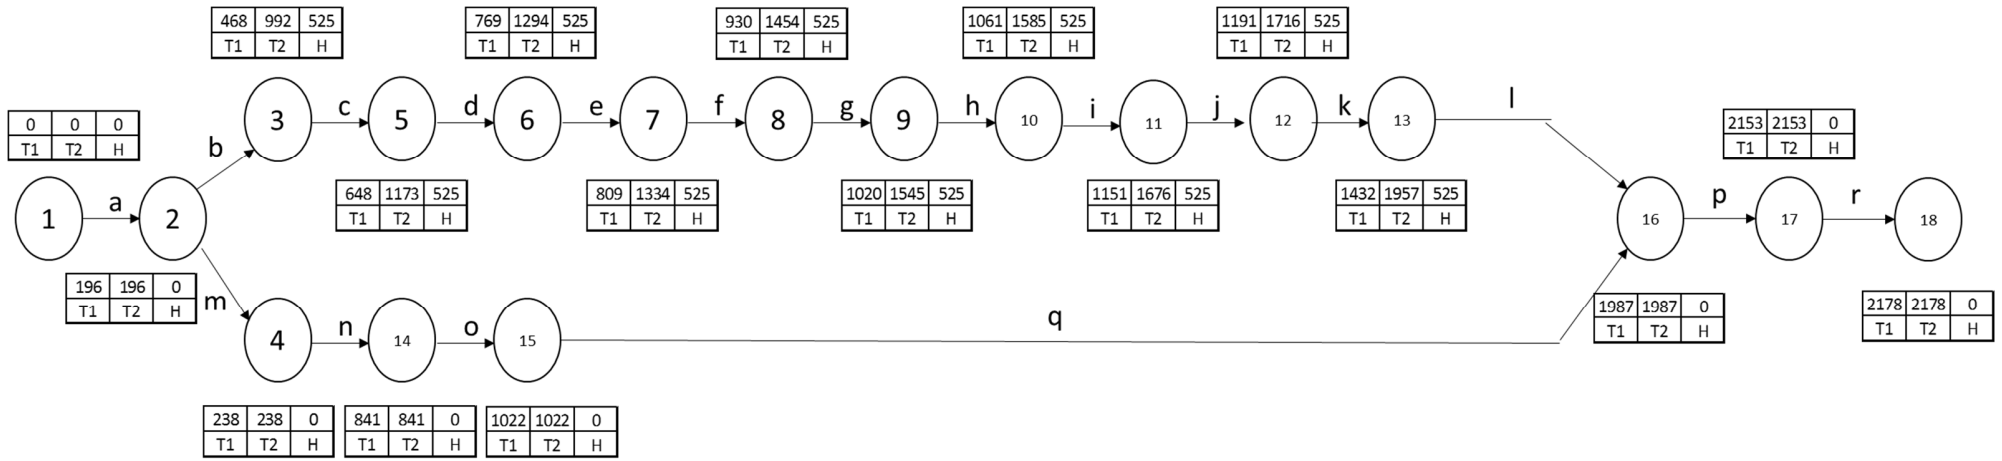 468 992 525
T1 T2 H
769 1294 525
T1 T2 H
930 1454 525
T1 T2 H
1061 1585 525
T1 T2 H
1191 1716 525
T1 T2 H
0 0 0
T1 T2 H
2153 2153 0
T1 T2 H
b
3
c
5
d
6
e
7
f
8
g
9
h
10
i
11
j
12
k
13
l
648 1173 525
T1 T2 H
809 1334 525
T1 T2 H
1020 1545 525
T1 T2 H
1151 1676 525
T1 T2 H
1432 1957 525
T1 T2 H
1
a
2
16
p
17
r
18
196 196 0
T1 T2 H
m
4
n
14
o
15
q
1987 1987 0
T1 T2 H
2178 2178 0
T1 T2 H
238 238 0
T1 T2 H
841 841 0
T1 T2 H
1022 1022 0
T1 T2 H